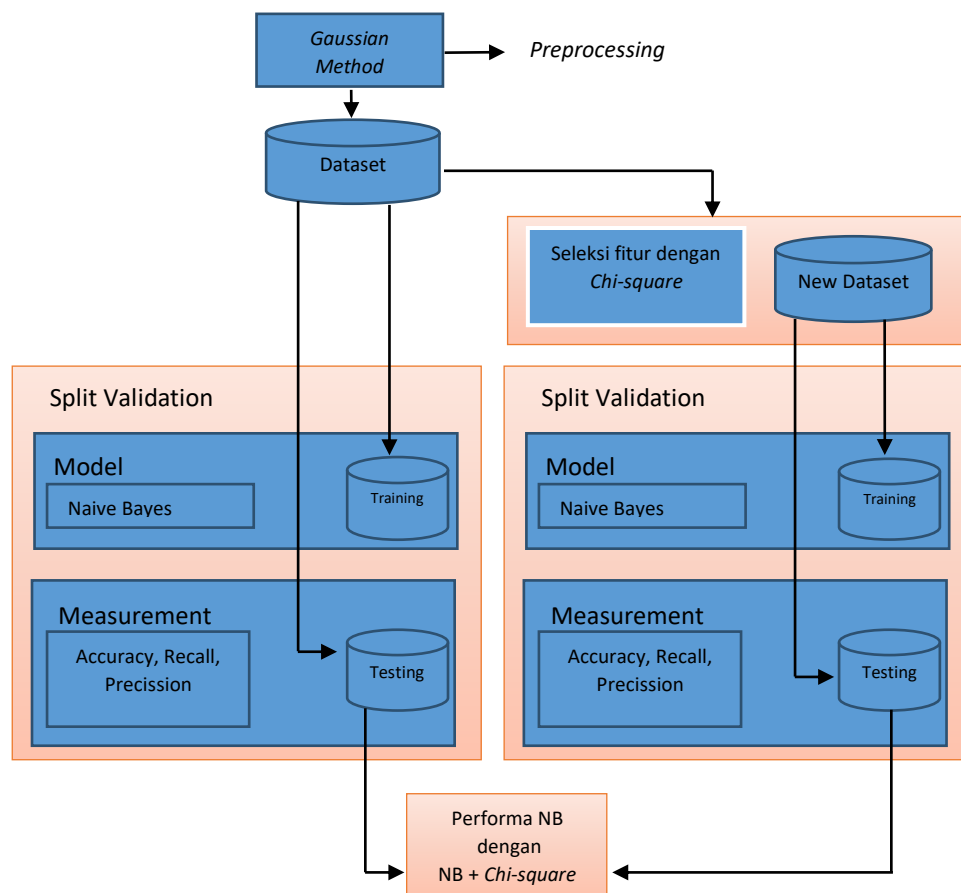 Gaussian
Method
Preprocessing
Dataset
Seleksi fitur dengan
Chi-square
New Dataset
Split Validation
Model
Naive Bayes
Training
Measurement
Accuracy, Recall,
Precission
Testing
Split Validation
Model
Naive Bayes
Training
Measurement
Accuracy, Recall,
Precission
Testing
Performa NB
dengan
NB + Chi-square